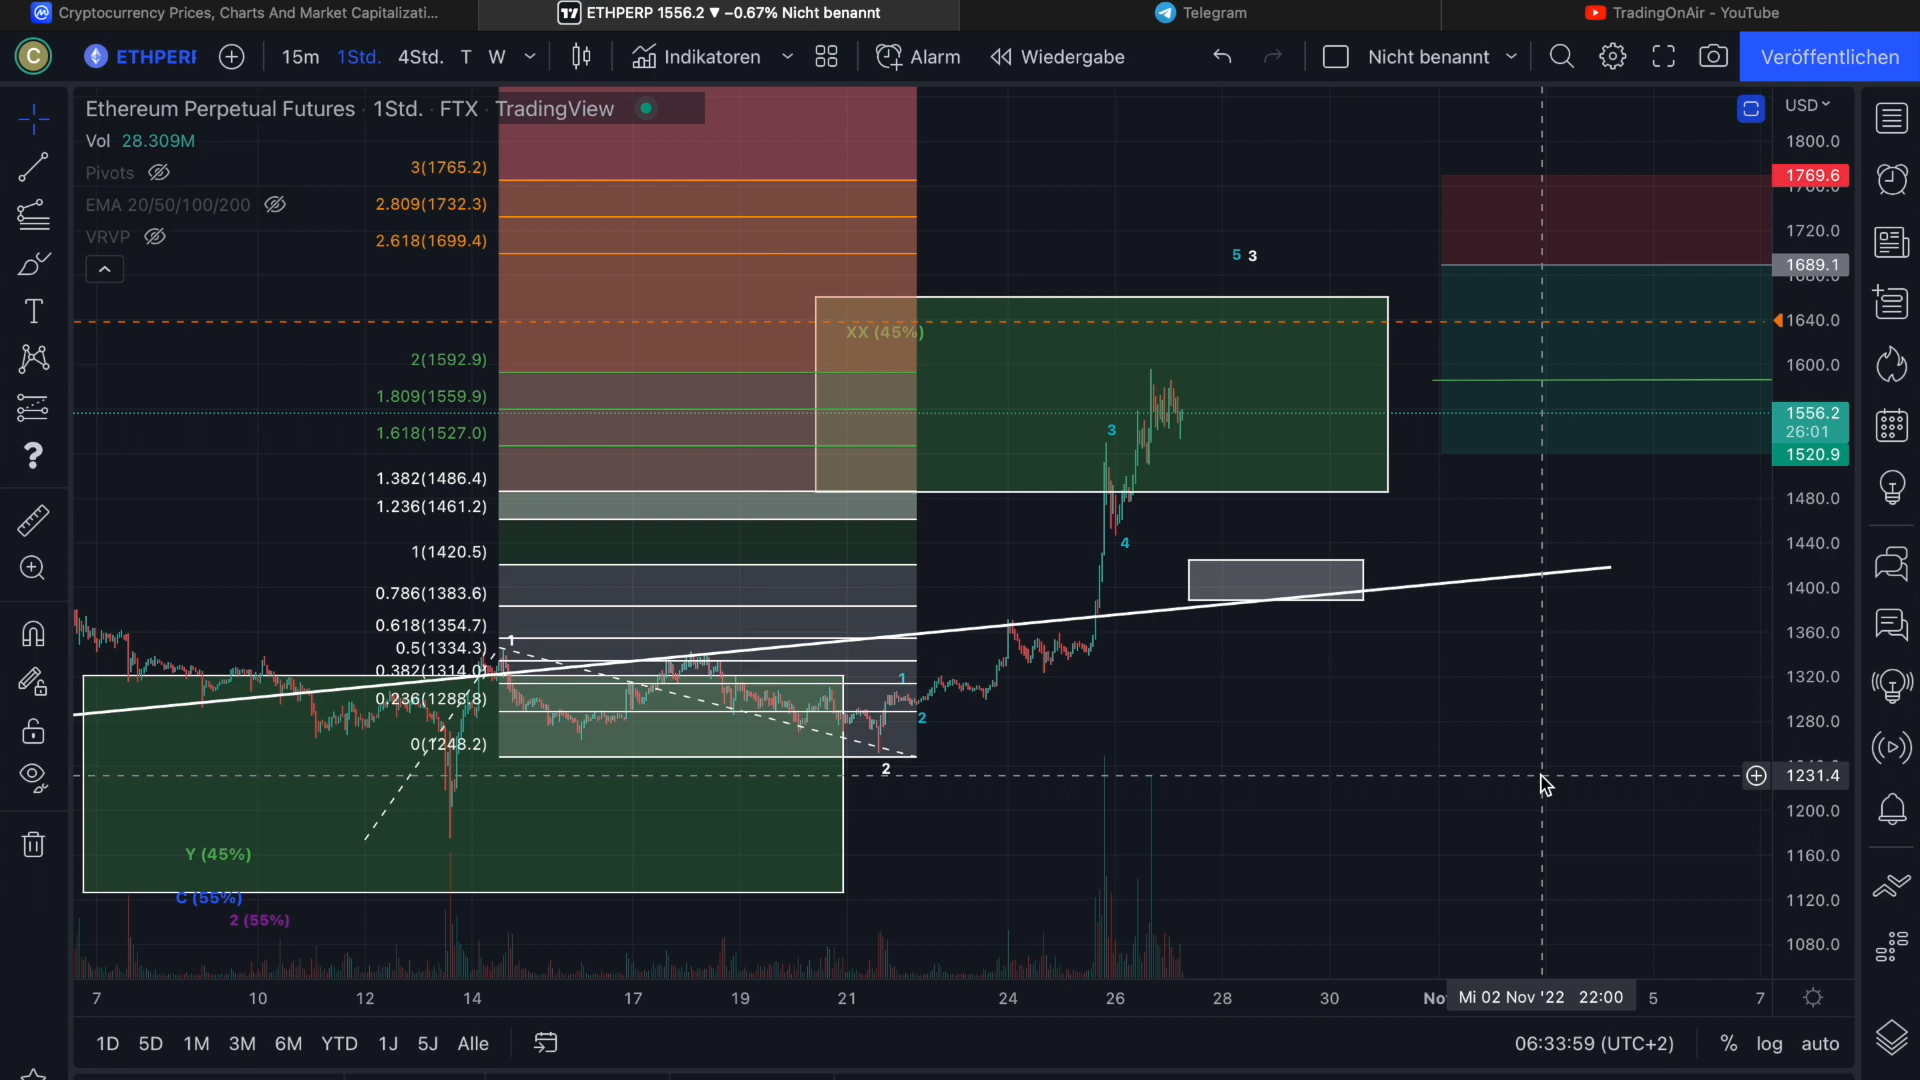 Cryptocurrency Prices, Charts And Market Capitalizati...
ETHPERP 1556.2 ▼ −0.67% Nicht benannt
Telegram
TradingOnAir - YouTube
C
ETHPERP
15m 1Std. 4Std. T W
Indikatoren
Alarm
Wiedergabe
Nicht benannt
Veröffentlichen
Ethereum Perpetual Futures · 1Std. · FTX · TradingView
Vol 28.309M
Pivots
EMA 20/50/100/200
VRVP
3(1765.2)
2.809(1732.3)
2.618(1699.4)
2(1592.9)
1.809(1559.9)
1.618(1527.0)
1.382(1486.4)
1.236(1461.2)
1(1420.5)
0.786(1383.6)
0.618(1354.7)
0.5(1334.3)
0.382(1314.0)
0.236(1288.8)
0(1248.2)
5 3
XX (45%)
3
4
1
1
2
2
Y (45%)
C (55%)
2 (55%)
USD
1800.0
1769.6
1720.0
1689.1
1640.0
1600.0
1556.2
26:01
1520.9
1480.0
1440.0
1400.0
1360.0
1320.0
1280.0
1231.4
1200.0
1160.0
1120.0
1080.0
7 10 12 14 17 19 21 24 26 28 30 No Mi 02 Nov '22 22:00 5 7
1D 5D 1M 3M 6M YTD 1J 5J Alle
06:33:59 (UTC+2) % log auto